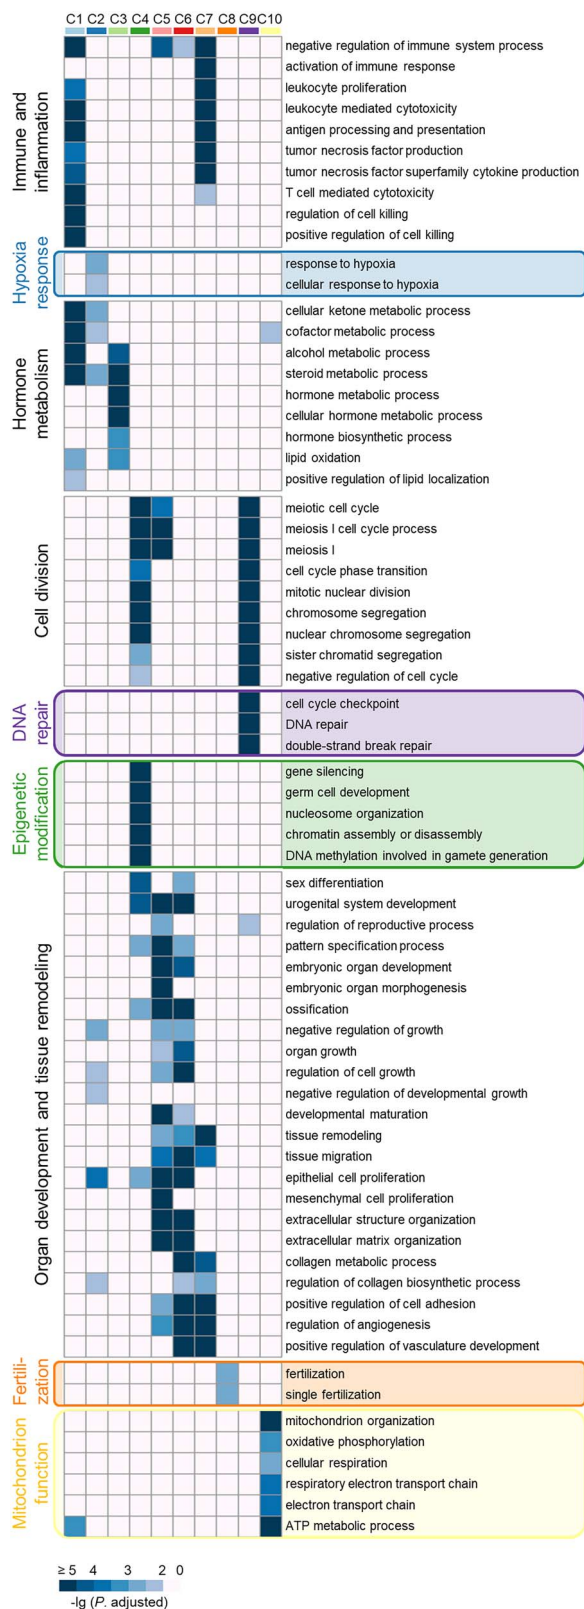 C1 C2 C3 C4 C5 C6 C7 C8 C9 C10
Immune and
inflammation
negative regulation of immune system process
activation of immune response
leukocyte proliferation
leukocyte mediated cytotoxicity
antigen processing and presentation
tumor necrosis factor production
tumor necrosis factor superfamily cytokine production
T cell mediated cytotoxicity
regulation of cell killing
positive regulation of cell killing
Hypoxia
response
response to hypoxia
cellular response to hypoxia
Hormone
metabolism
cellular ketone metabolic process
cofactor metabolic process
alcohol metabolic process
steroid metabolic process
hormone metabolic process
cellular hormone metabolic process
hormone biosynthetic process
lipid oxidation
positive regulation of lipid localization
Cell division
meiotic cell cycle
meiosis I cell cycle process
meiosis I
cell cycle phase transition
mitotic nuclear division
chromosome segregation
nuclear chromosome segregation
sister chromatid segregation
negative regulation of cell cycle
DNA
repair
cell cycle checkpoint
DNA repair
double-strand break repair
Epigenetic
modification
gene silencing
germ cell development
nucleosome organization
chromatin assembly or disassembly
DNA methylation involved in gamete generation
Organ development and tissue remodeling
sex differentiation
urogenital system development
regulation of reproductive process
pattern specification process
embryonic organ development
embryonic organ morphogenesis
ossification
negative regulation of growth
organ growth
regulation of cell growth
negative regulation of developmental growth
developmental maturation
tissue remodeling
tissue migration
epithelial cell proliferation
mesenchymal cell proliferation
extracellular structure organization
extracellular matrix organization
collagen metabolic process
regulation of collagen biosynthetic process
positive regulation of cell adhesion
regulation of angiogenesis
positive regulation of vasculature development
Fertili-
zation
fertilization
single fertilization
Mitochondrion
function
mitochondrion organization
oxidative phosphorylation
cellular respiration
respiratory electron transport chain
electron transport chain
ATP metabolic process
≥ 5 4 3 2 0
-lg (P. adjusted)